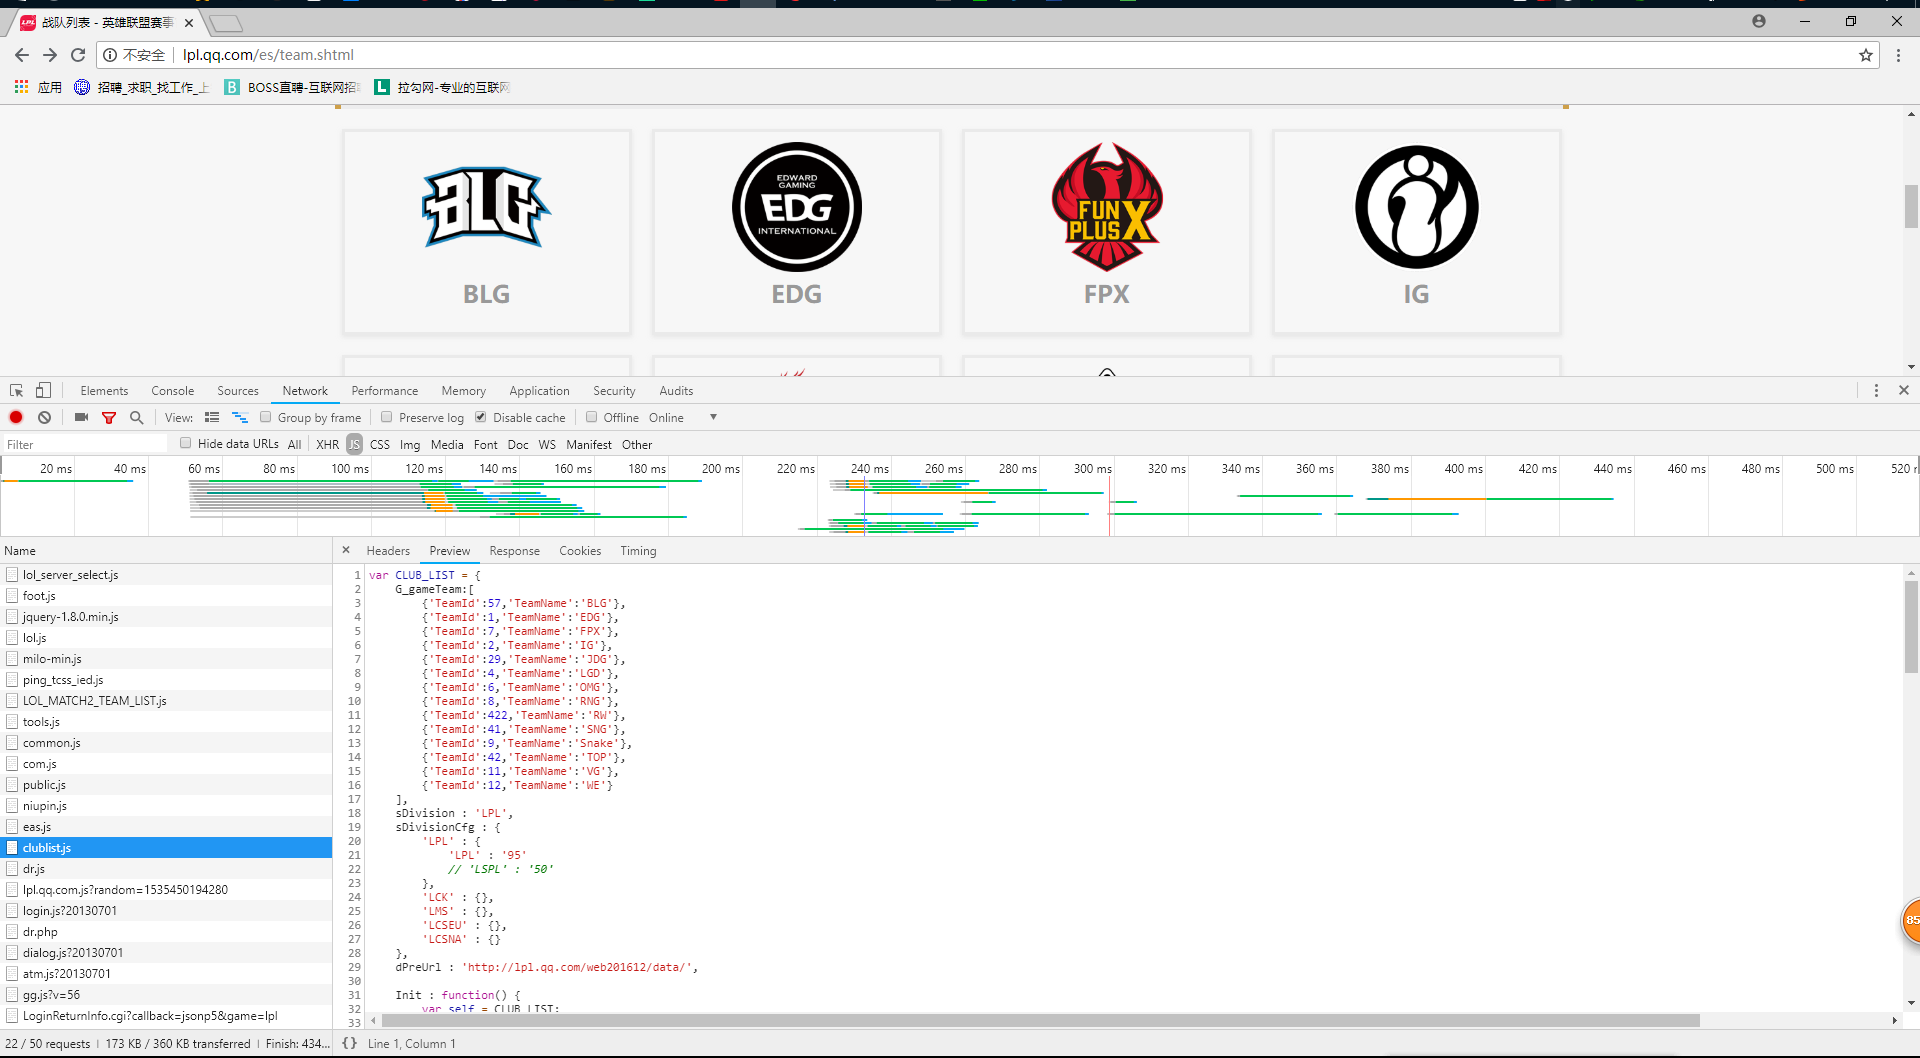 战队列表 - 英雄联盟赛事
不安全 lpl.qq.com/es/team.shtml
应用 招聘_求职_找工作_上 BOSS直聘-互联网招 拉勾网-专业的互联网
BLG EDWARD GAMING EDG INTERNATIONAL FUN PLUS X
BLG EDG FPX IG
Elements Console Sources Network Performance Memory Application Security Audits
View: Group by frame Preserve log Disable cache Offline Online
Filter Hide data URLs All XHR JS CSS Img Media Font Doc WS Manifest Other
20 ms 40 ms 60 ms 80 ms 100 ms 120 ms 140 ms 160 ms 180 ms 200 ms 220 ms 240 ms 260 ms 280 ms 300 ms 320 ms 340 ms 360 ms 380 ms 400 ms 420 ms 440 ms 460 ms 480 ms 500 ms 520
Name
lol_server_select.js
foot.js
jquery-1.8.0.min.js
lol.js
milo-min.js
ping_tcss_ied.js
LOL_MATCH2_TEAM_LIST.js
tools.js
common.js
com.js
public.js
niupin.js
eas.js
clublist.js
dr.js
lpl.qq.com.js?random=1535450194280
login.js?20130701
dr.php
dialog.js?20130701
atm.js?20130701
gg.js?v=56
LoginReturnInfo.cgi?callback=jsonp5&game=lpl
22 / 50 requests | 173 KB / 360 KB transferred | Finish: 434...
× Headers Preview Response Cookies Timing
1 var CLUB_LIST = {
2 G_gameTeam:[
3 {'TeamId':57,'TeamName':'BLG'},
4 {'TeamId':1,'TeamName':'EDG'},
5 {'TeamId':7,'TeamName':'FPX'},
6 {'TeamId':2,'TeamName':'IG'},
7 {'TeamId':29,'TeamName':'JDG'},
8 {'TeamId':4,'TeamName':'LGD'},
9 {'TeamId':6,'TeamName':'OMG'},
10 {'TeamId':8,'TeamName':'RNG'},
11 {'TeamId':422,'TeamName':'RW'},
12 {'TeamId':41,'TeamName':'SNG'},
13 {'TeamId':9,'TeamName':'Snake'},
14 {'TeamId':42,'TeamName':'TOP'},
15 {'TeamId':11,'TeamName':'VG'},
16 {'TeamId':12,'TeamName':'WE'}
17 ],
18 sDivision : 'LPL',
19 sDivisionCfg : {
20 'LPL' : {
21 'LPL' : '95'
22 // 'LSPL' : '50'
23 },
24 'LCK' : {},
25 'LMS' : {},
26 'LCSEU' : {},
27 'LCSNA' : {}
28 },
29 dPreUrl : 'http://lpl.qq.com/web201612/data/',
30
31 Init : function() {
32 var self = CLUB_LIST;
33
{} Line 1, Column 1
85